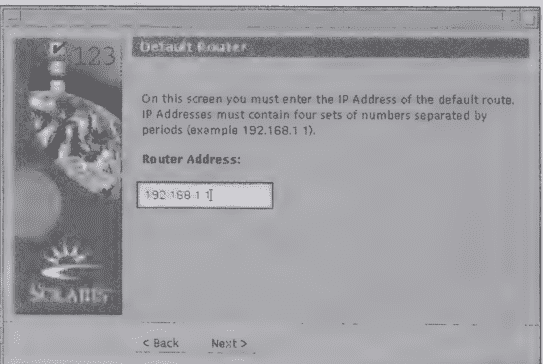 123
Default Router
On this screen you must enter the IP Address of the default route.
IP Addresses must contain four sets of numbers separated by
periods (example 192.168.1 1).
Router Address:
192 168 1 1
SOLARIS
< Back Next >